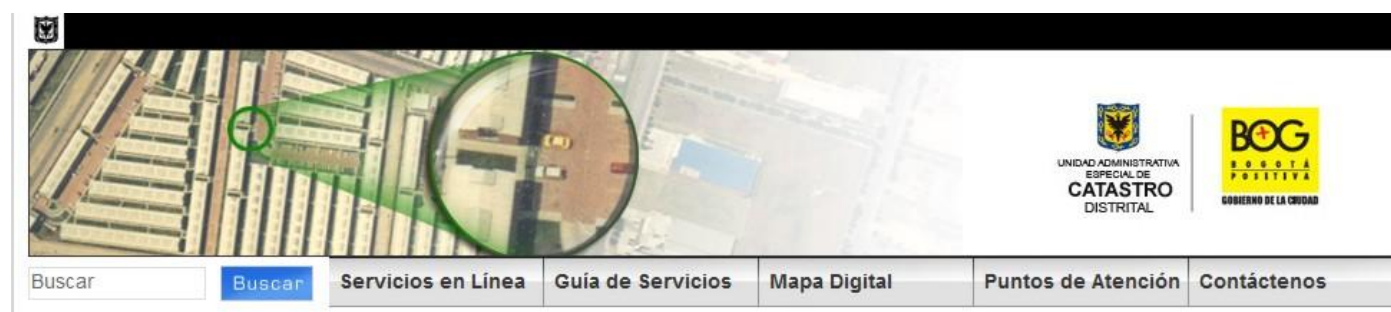 UNIDAD ADMINISTRATIVA
ESPECIAL DE
CATASTRO
DISTRITAL
BOG
BOGOTÁ
POSITIVA
GOBIERNO DE LA CIUDAD
Buscar Buscar Servicios en Línea Guía de Servicios Mapa Digital Puntos de Atención Contáctenos